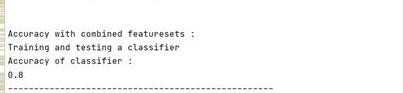 Accuracy with combined featuresets :
Training and testing a classifier
Accuracy of classifier :
0.8
---------------------------------------------------